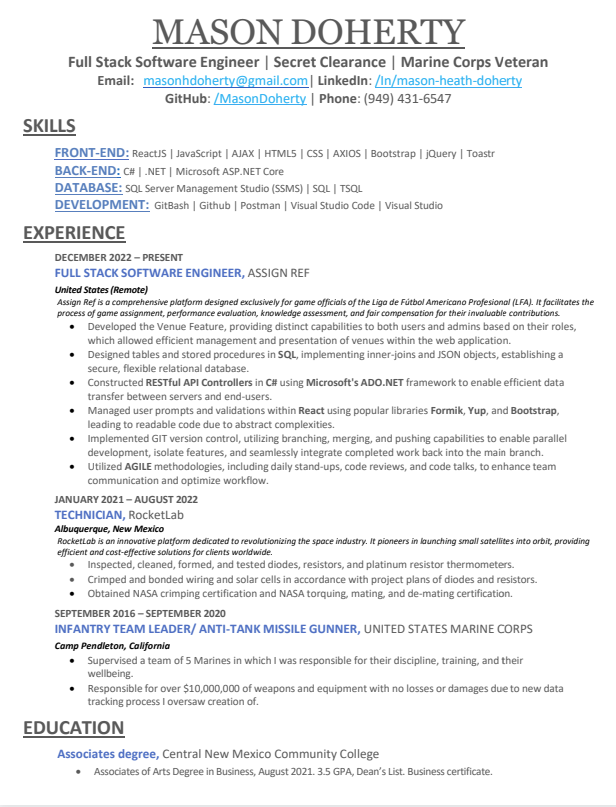 MASON DOHERTY
Full Stack Software Engineer | Secret Clearance | Marine Corps Veteran
Email: masonhdoherty@gmail.com| LinkedIn: /In/mason-heath-doherty
GitHub: /MasonDoherty | Phone: (949) 431-6547
SKILLS
FRONT-END: ReactJS | JavaScript | AJAX | HTML5 | CSS | AXIOS | Bootstrap | jQuery | Toastr
BACK-END: C# | .NET | Microsoft ASP.NET Core
DATABASE: SQL Server Management Studio (SSMS) | SQL | TSQL
DEVELOPMENT: GitBash | Github | Postman | Visual Studio Code | Visual Studio
EXPERIENCE
DECEMBER 2022 – PRESENT
FULL STACK SOFTWARE ENGINEER, ASSIGN REF
United States (Remote)
Assign Ref is a comprehensive platform designed exclusively for game officials of the Liga de Fútbol Americano Profesional (LFA). It facilitates the
process of game assignment, performance evaluation, knowledge assessment, and fair compensation for their invaluable contributions.
• Developed the Venue Feature, providing distinct capabilities to both users and admins based on their roles,
which allowed efficient management and presentation of venues within the web application.
• Designed tables and stored procedures in SQL, implementing inner-joins and JSON objects, establishing a
secure, flexible relational database.
• Constructed RESTful API Controllers in C# using Microsoft's ADO.NET framework to enable efficient data
transfer between servers and end-users.
• Managed user prompts and validations within React using popular libraries Formik, Yup, and Bootstrap,
leading to readable code due to abstract complexities.
• Implemented GIT version control, utilizing branching, merging, and pushing capabilities to enable parallel
development, isolate features, and seamlessly integrate completed work back into the main branch.
• Utilized AGILE methodologies, including daily stand-ups, code reviews, and code talks, to enhance team
communication and optimize workflow.
JANUARY 2021 – AUGUST 2022
TECHNICIAN, RocketLab
Albuquerque, New Mexico
RocketLab is an innovative platform dedicated to revolutionizing the space industry. It pioneers in launching small satellites into orbit, providing
efficient and cost-effective solutions for clients worldwide.
• Inspected, cleaned, formed, and tested diodes, resistors, and platinum resistor thermometers.
• Crimped and bonded wiring and solar cells in accordance with project plans of diodes and resistors.
• Obtained NASA crimping certification and NASA torquing, mating, and de-mating certification.
SEPTEMBER 2016 – SEPTEMBER 2020
INFANTRY TEAM LEADER/ ANTI-TANK MISSILE GUNNER, UNITED STATES MARINE CORPS
Camp Pendleton, California
• Supervised a team of 5 Marines in which I was responsible for their discipline, training, and their
wellbeing.
• Responsible for over $10,000,000 of weapons and equipment with no losses or damages due to new data
tracking process I oversaw creation of.
EDUCATION
Associates degree, Central New Mexico Community College
• Associates of Arts Degree in Business, August 2021. 3.5 GPA, Dean's List. Business certificate.